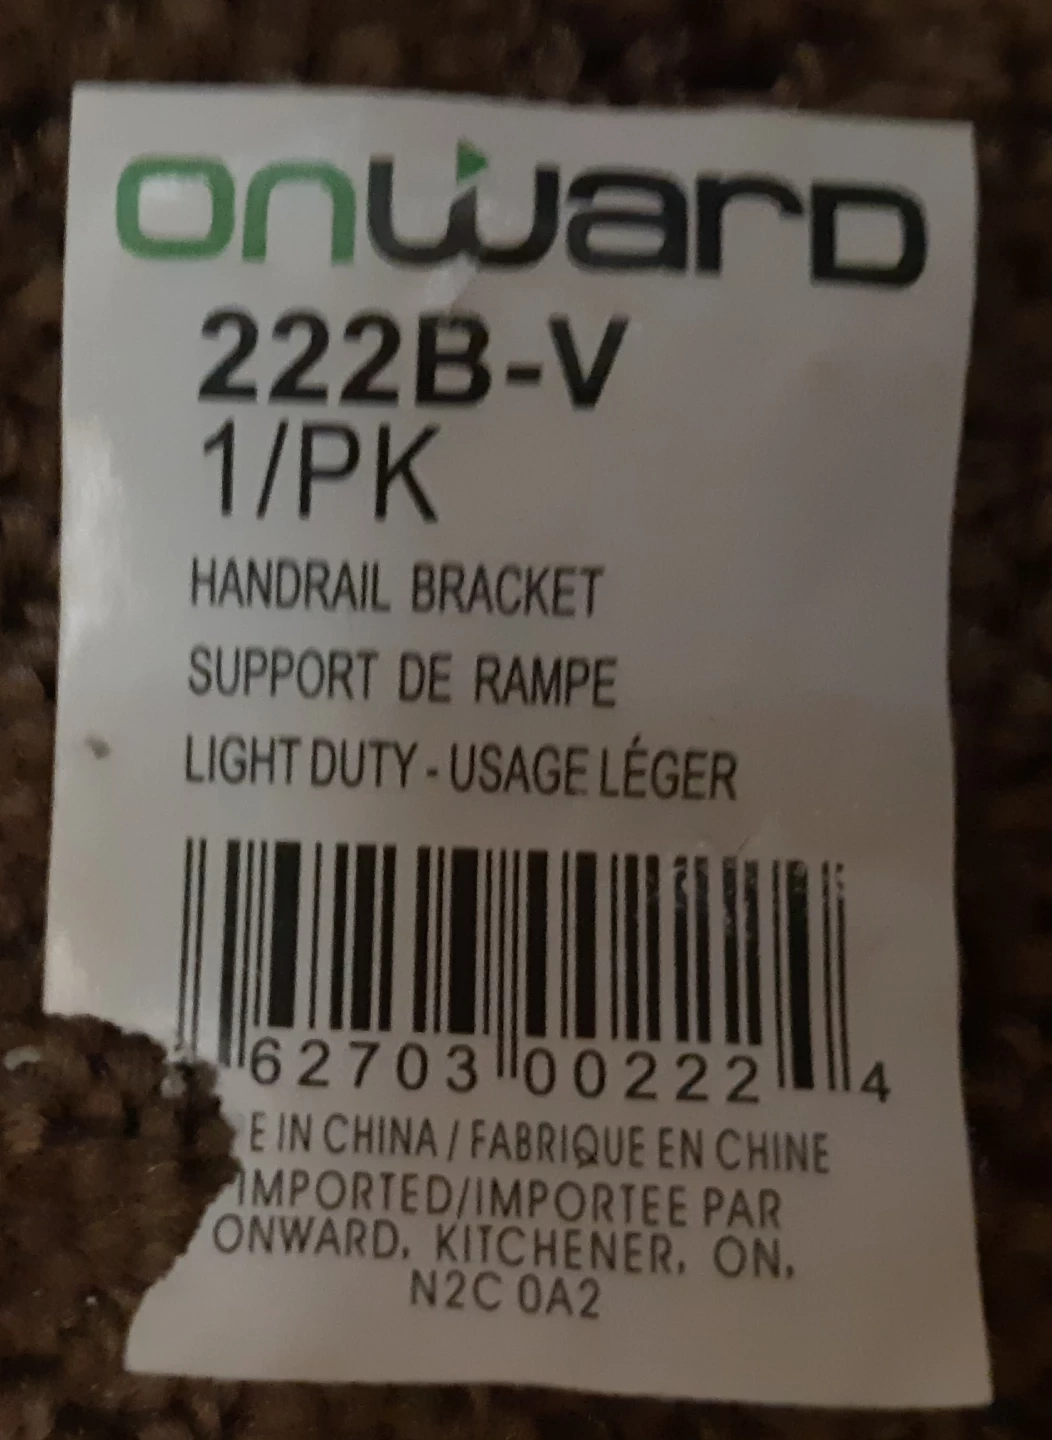 onwarD
222B-V
1/PK
HANDRAIL BRACKET
SUPPORT DE RAMPE
LIGHT DUTY - USAGE LÉGER
62703 00222 4
E IN CHINA / FABRIQUE EN CHINE
IMPORTED/IMPORTEE PAR
ONWARD, KITCHENER, ON,
N2C 0A2